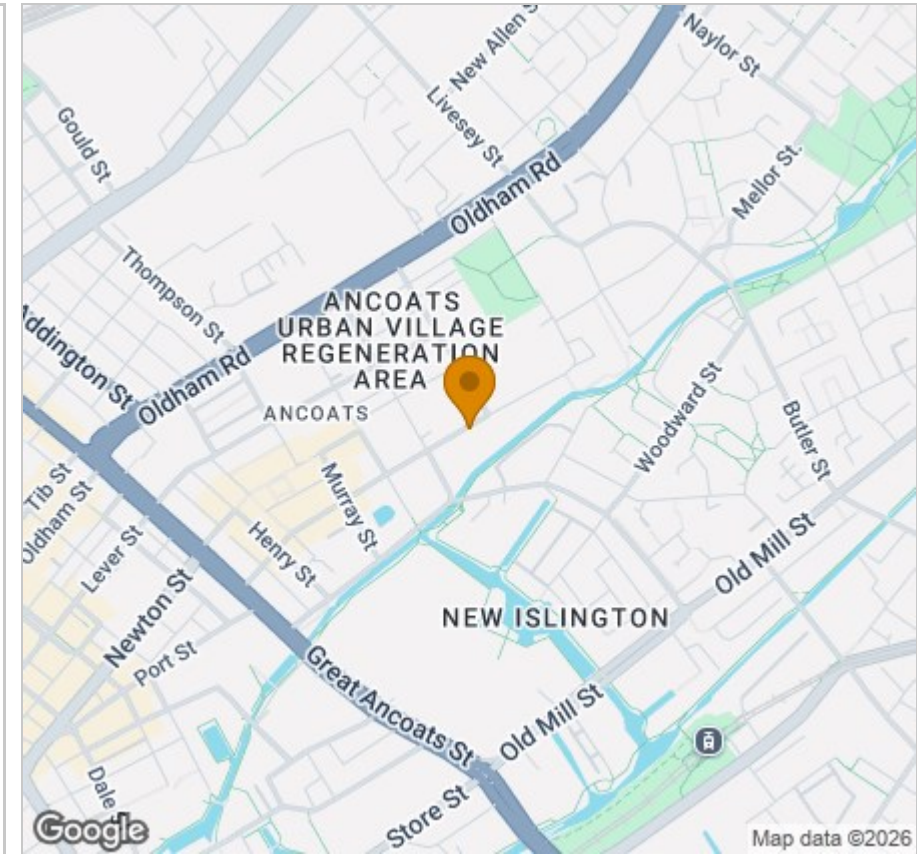 New Allen S
Naylor St
Gould St
Livesey St
Mellor St.
Oldham Rd
Thompson St
Addington St
ANCOATS
URBAN VILLAGE
REGENERATION
AREA
Oldham Rd
ANCOATS
Woodward St
Butler St
Tib St
Oldham St
Murray St
Lever St
Henry St
Old Mill St
Newton St
NEW ISLINGTON
Port St
Great Ancoats St
Old Mill St
Dale
Store St
Google
Map data ©2026